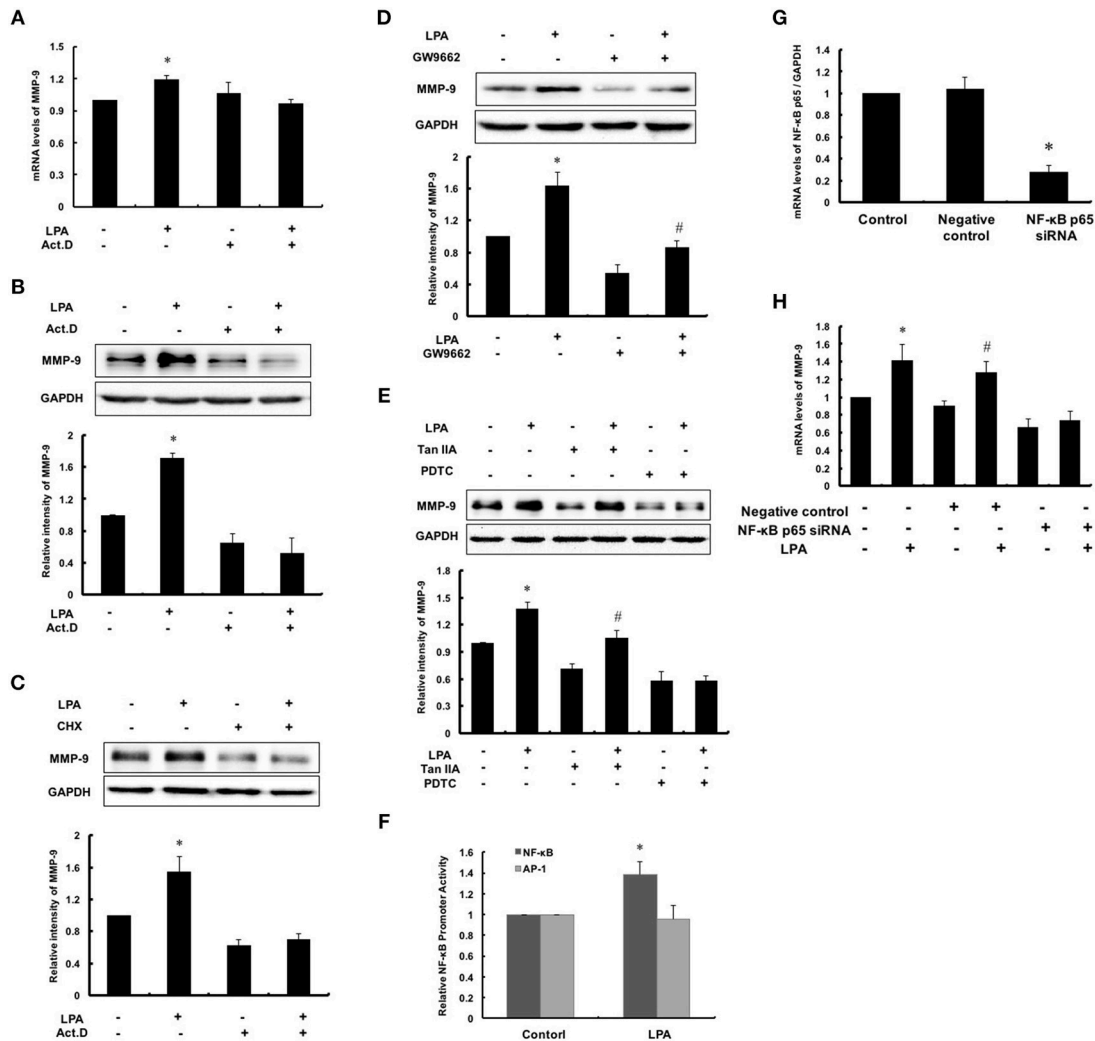 A
mRNA levels of MMP-9
1.5
1.2
0.9
0.6
0.3
0
*
LPA - + - +
Act.D - - + +
B
LPA - + - +
Act.D - - + +
MMP-9
GAPDH
Relative intensity of MMP-9
2
1.6
1.2
0.8
0.4
0
*
LPA - + - +
Act.D - - + +
C
LPA - + - +
CHX - - + +
MMP-9
GAPDH
Relative intensity of MMP-9
2
1.6
1.2
0.8
0.4
0
*
LPA - + - +
Act.D - - + +
D
LPA - + - +
GW9662 - - + +
MMP-9
GAPDH
Relative intensity of MMP-9
2
1.6
1.2
0.8
0.4
0
*
#
LPA - + - +
GW9662 - - + +
E
LPA - + - + - +
Tan IIA - - + + - -
PDTC - - - - + +
MMP-9
GAPDH
Relative intensity of MMP-9
1.8
1.5
1.2
0.9
0.6
0.3
0
*
#
LPA - + - + - +
Tan IIA - - + + - -
PDTC - - - - + +
F
Relative NF-κB Promoter Activity
1.6
1.4
1.2
1
0.8
0.6
0.4
0.2
0
NF-κB
AP-1
*
Contorl LPA
G
mRNA levels of NF-κB p65 / GAPDH
1.4
1.2
1
0.8
0.6
0.4
0.2
0
*
Control Negative control NF-κB p65 siRNA
H
mRNA levels of MMP-9
1.8
1.6
1.4
1.2
1
0.8
0.6
0.4
0.2
0
*
#
Negative control - - + + - -
NF-κB p65 siRNA - - - - + +
LPA - + - + - +